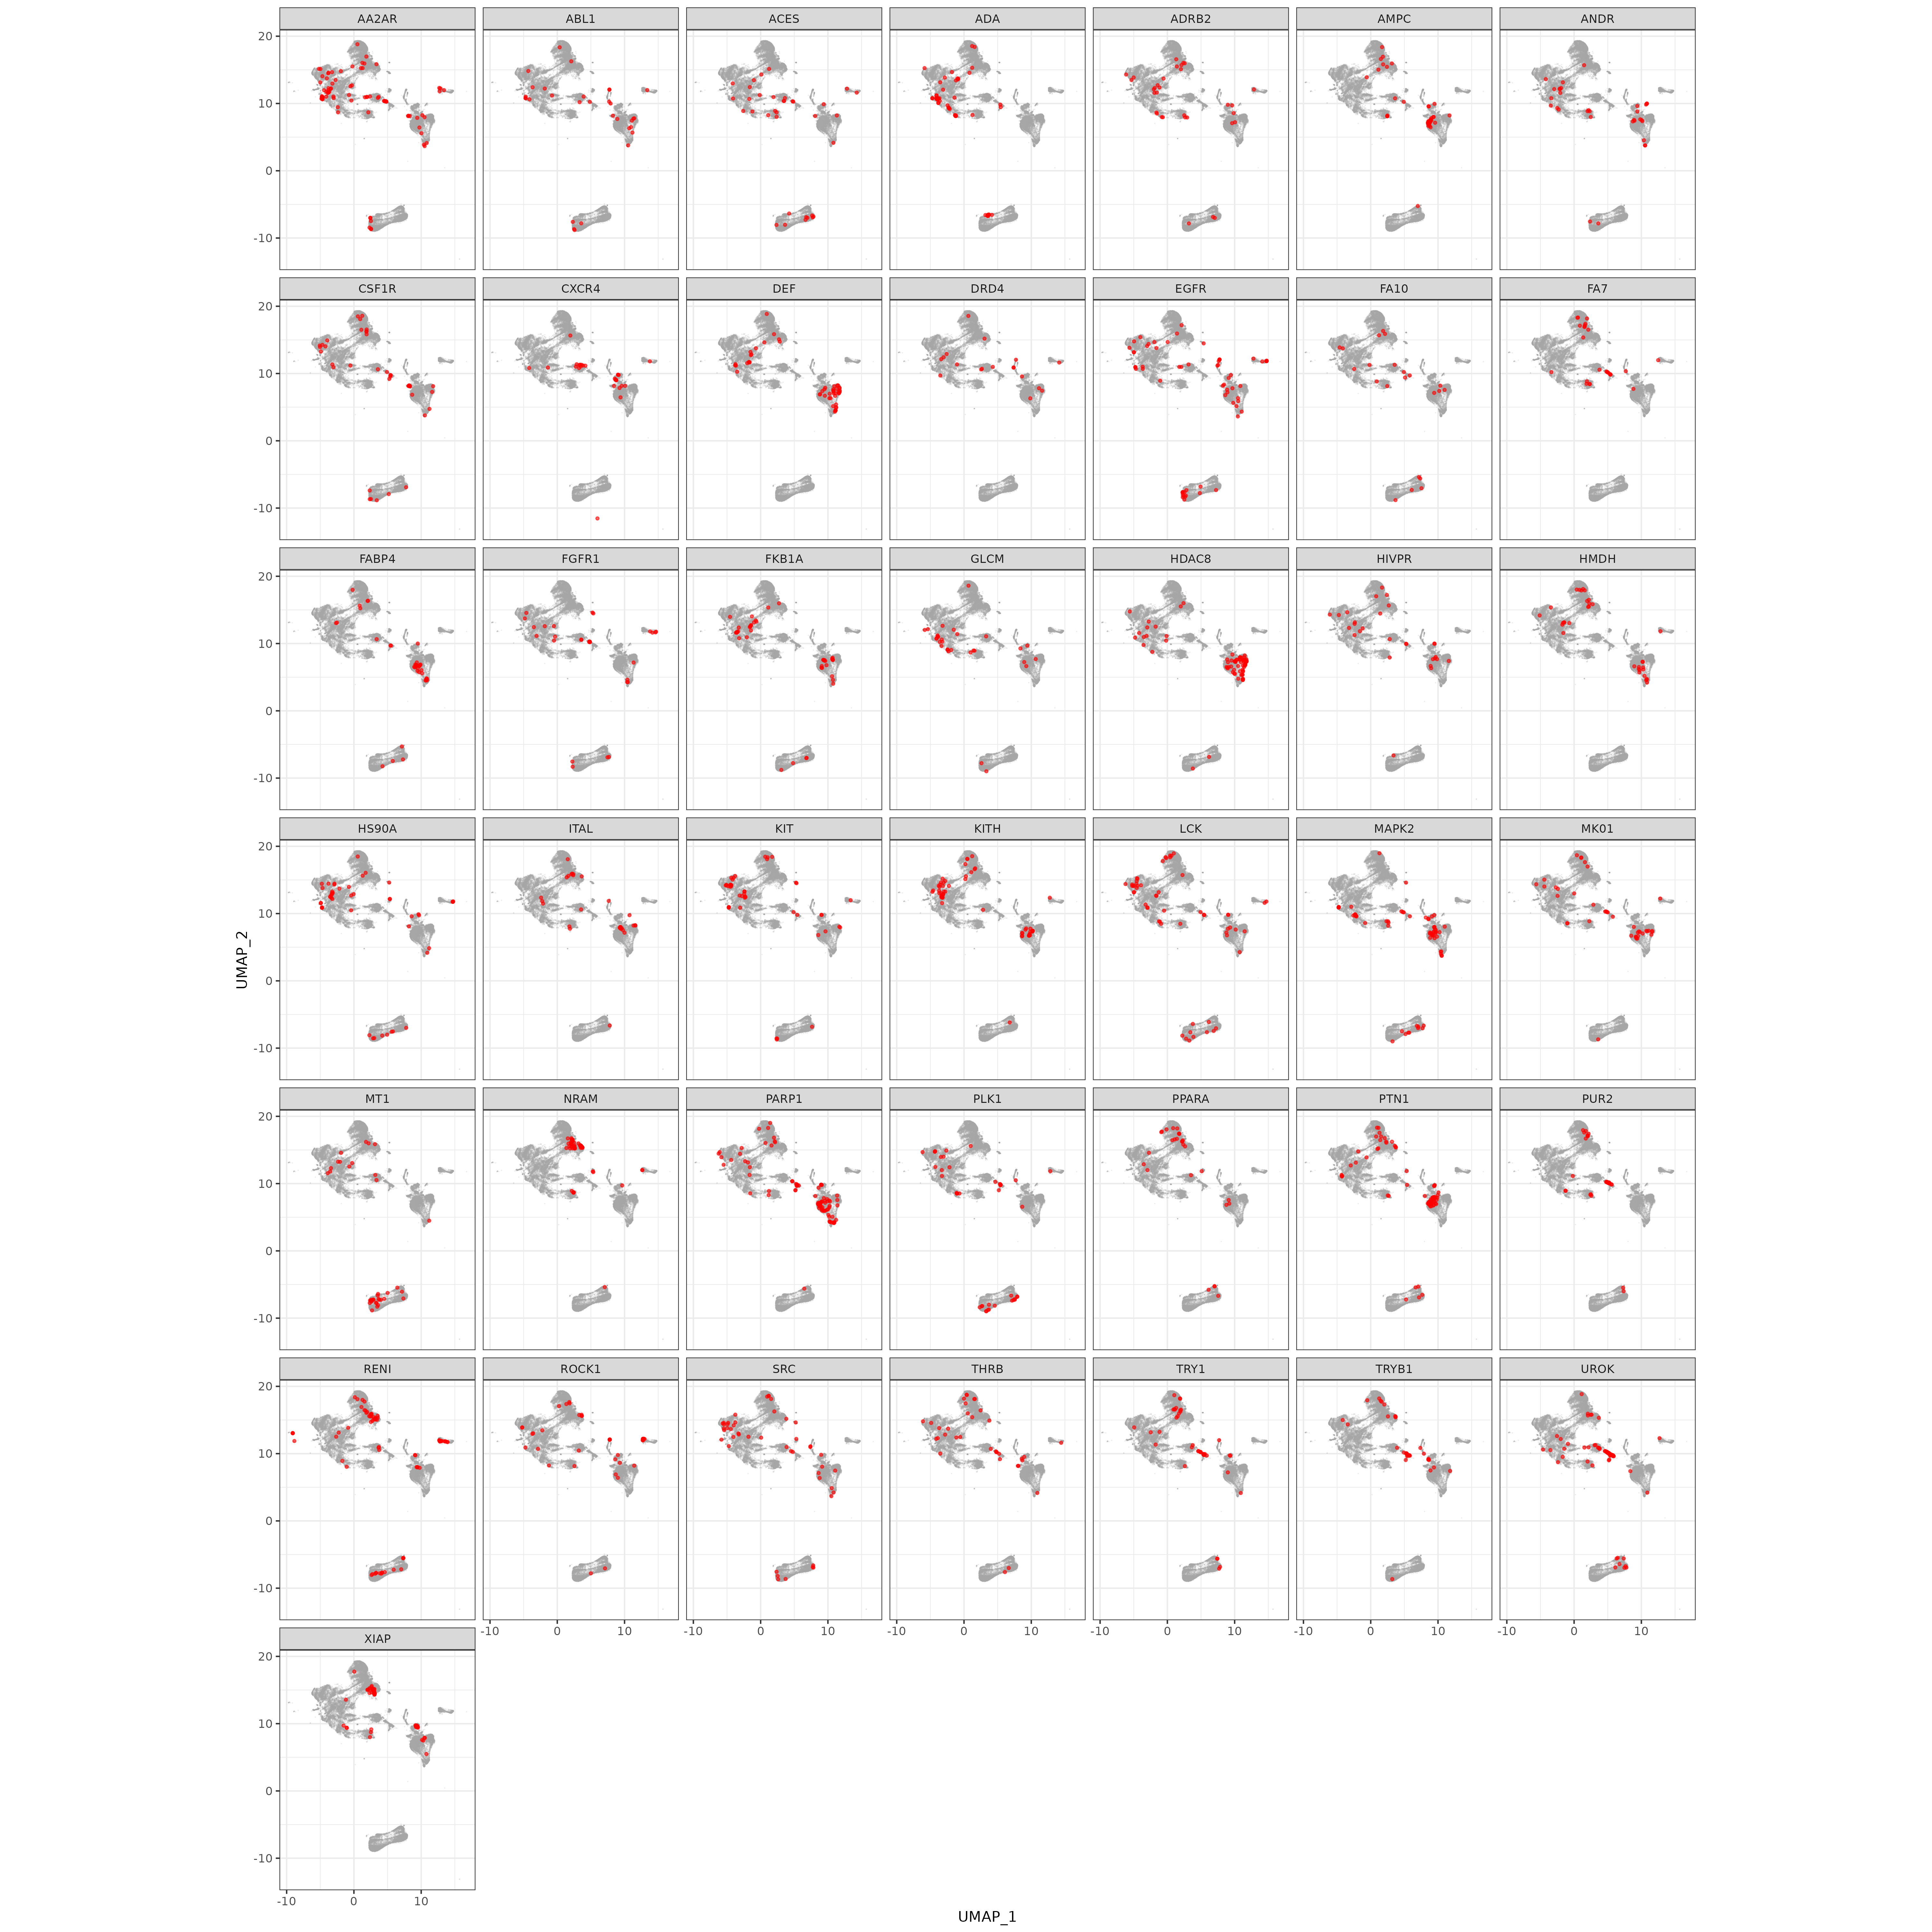 AA2AR ABL1 ACES ADA ADRB2 AMPC ANDR
20
10
0
-10
CSF1R CXCR4 DEF DRD4 EGFR FA10 FA7
20
10
0
-10
FABP4 FGFR1 FKB1A GLCM HDAC8 HIVPR HMDH
20
10
0
-10
HS90A ITAL KIT KITH LCK MAPK2 MK01
20
10
0
-10
UMAP_2
MT1 NRAM PARP1 PLK1 PPARA PTN1 PUR2
20
10
0
-10
RENI ROCK1 SRC THRB TRY1 TRYB1 UROK
20
10
0
-10
-10 0 10 -10 0 10 -10 0 10 -10 0 10 -10 0 10 -10 0 10
XIAP
20
10
0
-10
-10 0 10
UMAP_1